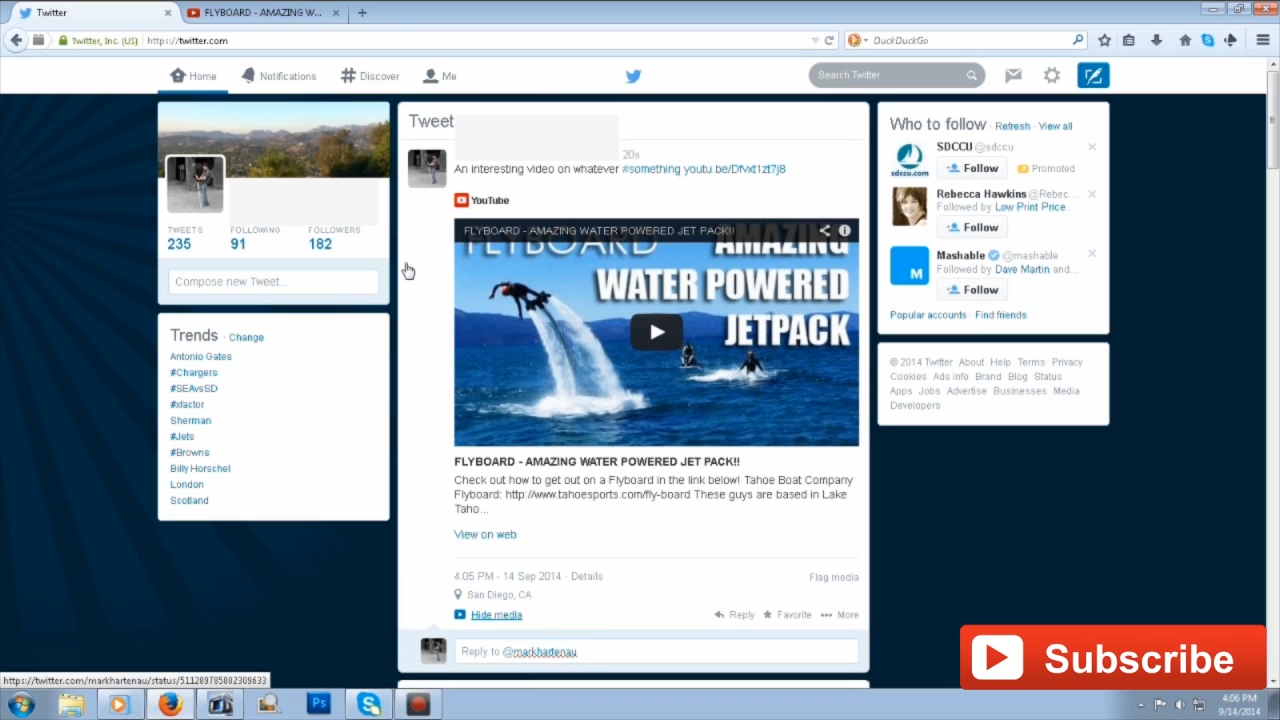 Twitter
FLYBOARD - AMAZING W...
Twitter, Inc. (US)
https://twitter.com
DuckDuckGo
Home
Notifications
Discover
Me
Search Twitter
TWEETS
235
FOLLOWING
91
FOLLOWERS
182
Compose new Tweet...
Trends · Change
Antonio Gates
#Chargers
#SEAvsSD
#xfactor
Sherman
#Jets
#Browns
Billy Horschel
London
Scotland
Tweet
20s
An interesting video on whatever #something youtu.be/Dfvxt1zt7j8
YouTube
FLYBOARD - AMAZING WATER POWERED JET PACK!!
FLYBOARD AMAZING
WATER POWERED
JETPACK
FLYBOARD - AMAZING WATER POWERED JET PACK!!
Check out how to get out on a Flyboard in the link below! Tahoe Boat Company
Flyboard: http://www.tahoesports.com/fly-board These guys are based in Lake
Taho...
View on web
4:05 PM - 14 Sep 2014 · Details
Flag media
San Diego, CA
Hide media
Reply
Favorite
More
Reply to @markhartenau
Who to follow · Refresh · View all
SDCCU @sdccu
sdccu.com
Follow
Promoted
Rebecca Hawkins @Rebec...
Followed by Low Print Price...
Follow
Mashable @mashable
Followed by Dave Martin and...
M
Follow
Popular accounts · Find friends
© 2014 Twitter About Help Terms Privacy
Cookies Ads info Brand Blog Status
Apps Jobs Advertise Businesses Media
Developers
Subscribe
https://twitter.com/markhartenau/status/511289785802309633
Ps
4:06 PM
9/14/2014